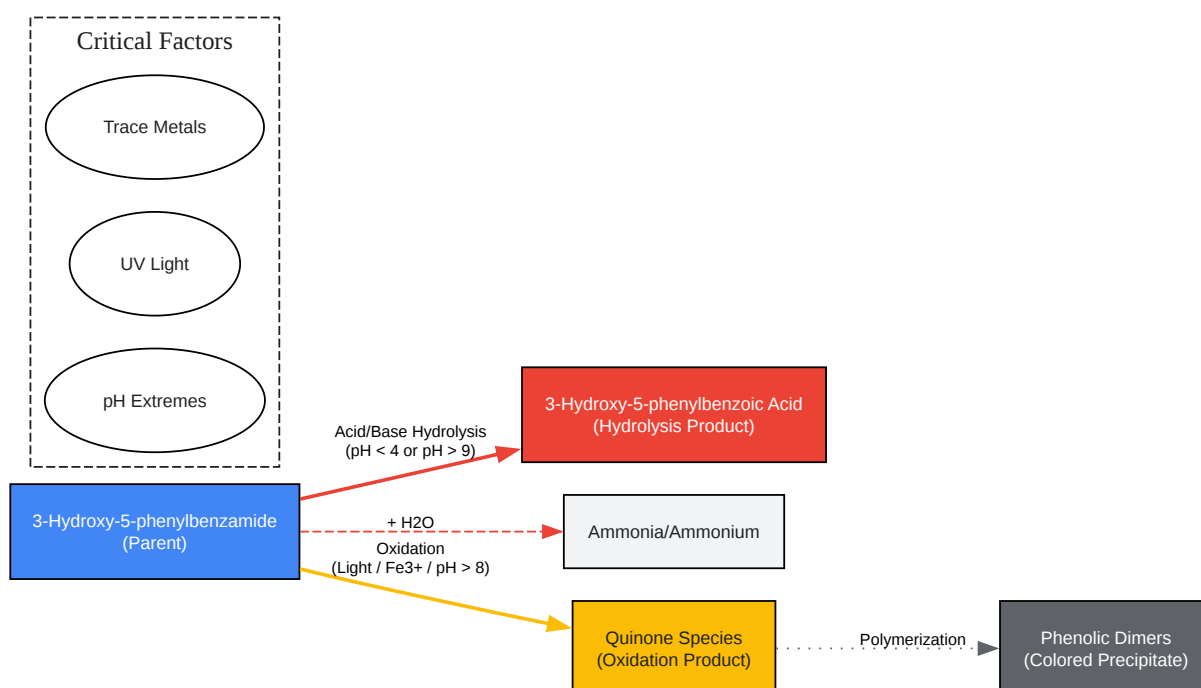 Critical Factors
Trace Metals
UV Light
pH Extremes
3-Hydroxy-5-phenylbenzamide
(Parent)
Acid/Base Hydrolysis
(pH < 4 or pH > 9)
+ H2O
Oxidation
(Light / Fe3+ / pH > 8)
3-Hydroxy-5-phenylbenzoic Acid
(Hydrolysis Product)
Ammonia/Ammonium
Quinone Species
(Oxidation Product)
Polymerization
Phenolic Dimers
(Colored Precipitate)